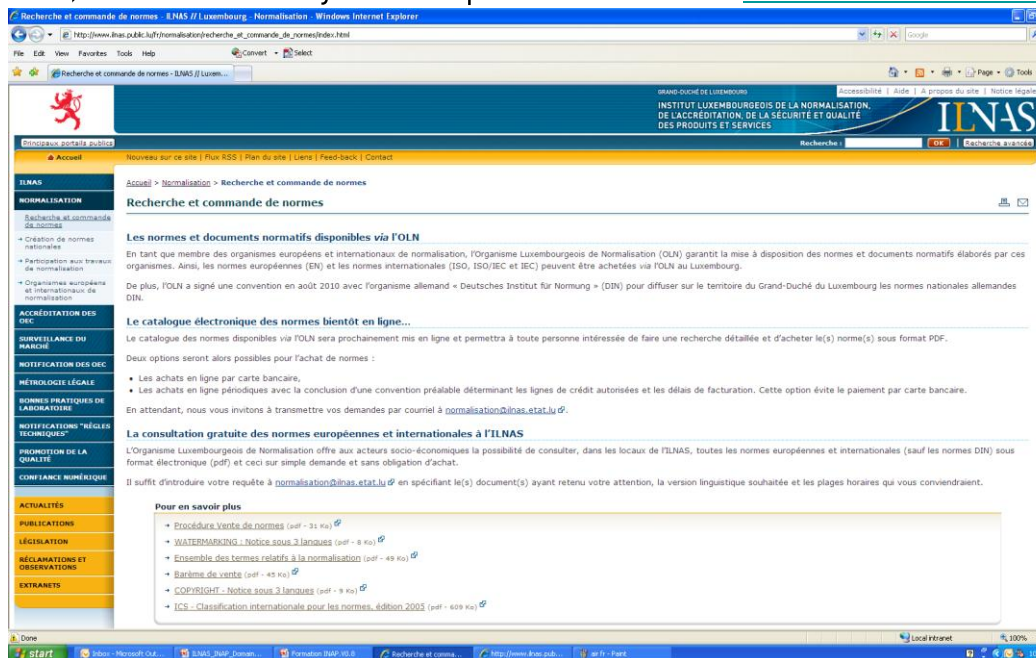 Recherche et commande de normes - ILNAS // Luxembourg - Normalisation - Windows Internet Explorer
http://www.ilnas.public.lu/fr/normalisation/recherche_et_commande_de_normes/index.html
Google
File Edit View Favorites Tools Help Convert Select
Recherche et commande de normes - ILNAS // Luxem...
Page Tools
Accessibilité | Aide | A propos du site | Notice légale
GRAND-DUCHÉ DE LUXEMBOURG
INSTITUT LUXEMBOURGEOIS DE LA NORMALISATION,
DE L'ACCRÉDITATION, DE LA SÉCURITÉ ET QUALITÉ
DES PRODUITS ET SERVICES
ILNAS
Principaux portails publics
Recherche : OK Recherche avancée
Accueil
Nouveau sur ce site | Flux RSS | Plan du site | Liens | Feed-back | Contact
ILNAS
NORMALISATION
Recherche et commande
de normes
Création de normes
nationales
Participation aux travaux
de normalisation
Organismes européens
et internationaux de
normalisation
ACCRÉDITATION DES
OEC
SURVEILLANCE DU
MARCHÉ
NOTIFICATION DES OEC
MÉTROLOGIE LÉGALE
BONNES PRATIQUES DE
LABORATOIRE
NOTIFICATIONS "RÈGLES
TECHNIQUES"
PROMOTION DE LA
QUALITÉ
CONFIANCE NUMÉRIQUE
ACTUALITÉS
PUBLICATIONS
LÉGISLATION
RÉCLAMATIONS ET
OBSERVATIONS
EXTRANETS
Accueil > Normalisation > Recherche et commande de normes
Recherche et commande de normes
Les normes et documents normatifs disponibles via l'OLN
En tant que membre des organismes européens et internationaux de normalisation, l'Organisme Luxembourgeois de Normalisation (OLN) garantit la mise à disposition des normes et documents normatifs élaborés par ces
organismes. Ainsi, les normes européennes (EN) et les normes internationales (ISO, ISO/IEC et IEC) peuvent être achetées via l'OLN au Luxembourg.
De plus, l'OLN a signé une convention en août 2010 avec l'organisme allemand « Deutsches Institut für Normung » (DIN) pour diffuser sur le territoire du Grand-Duché du Luxembourg les normes nationales allemandes
DIN.
Le catalogue électronique des normes bientôt en ligne...
Le catalogue des normes disponibles via l'OLN sera prochainement mis en ligne et permettra à toute personne intéressée de faire une recherche détaillée et d'acheter le(s) norme(s) sous format PDF.
Deux options seront alors possibles pour l'achat de normes :
• Les achats en ligne par carte bancaire,
• Les achats en ligne périodiques avec la conclusion d'une convention préalable déterminant les lignes de crédit autorisées et les délais de facturation. Cette option évite le paiement par carte bancaire.
En attendant, nous vous invitons à transmettre vos demandes par courriel à normalisation@ilnas.etat.lu.
La consultation gratuite des normes européennes et internationales à l'ILNAS
L'Organisme Luxembourgeois de Normalisation offre aux acteurs socio-économiques la possibilité de consulter, dans les locaux de l'ILNAS, toutes les normes européennes et internationales (sauf les normes DIN) sous
format électronique (pdf) et ceci sur simple demande et sans obligation d'achat.
Il suffit d'introduire votre requête à normalisation@ilnas.etat.lu en spécifiant le(s) document(s) ayant retenu votre attention, la version linguistique souhaitée et les plages horaires qui vous conviendraient.
Pour en savoir plus
Procédure Vente de normes (pdf - 31 Ko)
WATERMARKING : Notice sous 3 langues (pdf - 8 Ko)
Ensemble des termes relatifs à la normalisation (pdf - 49 Ko)
Barème de vente (pdf - 45 Ko)
COPYRIGHT - Notice sous 3 langues (pdf - 9 Ko)
ICS - Classification internationale pour les normes, édition 2005 (pdf - 609 Ko)
Done Local intranet 100%
start Inbox - Microsoft Out... ILNAS_INAP_Domain... Formation INAP.V0.8 Recherche et comma... http://www.ilnas.pub... ar fr - Paint